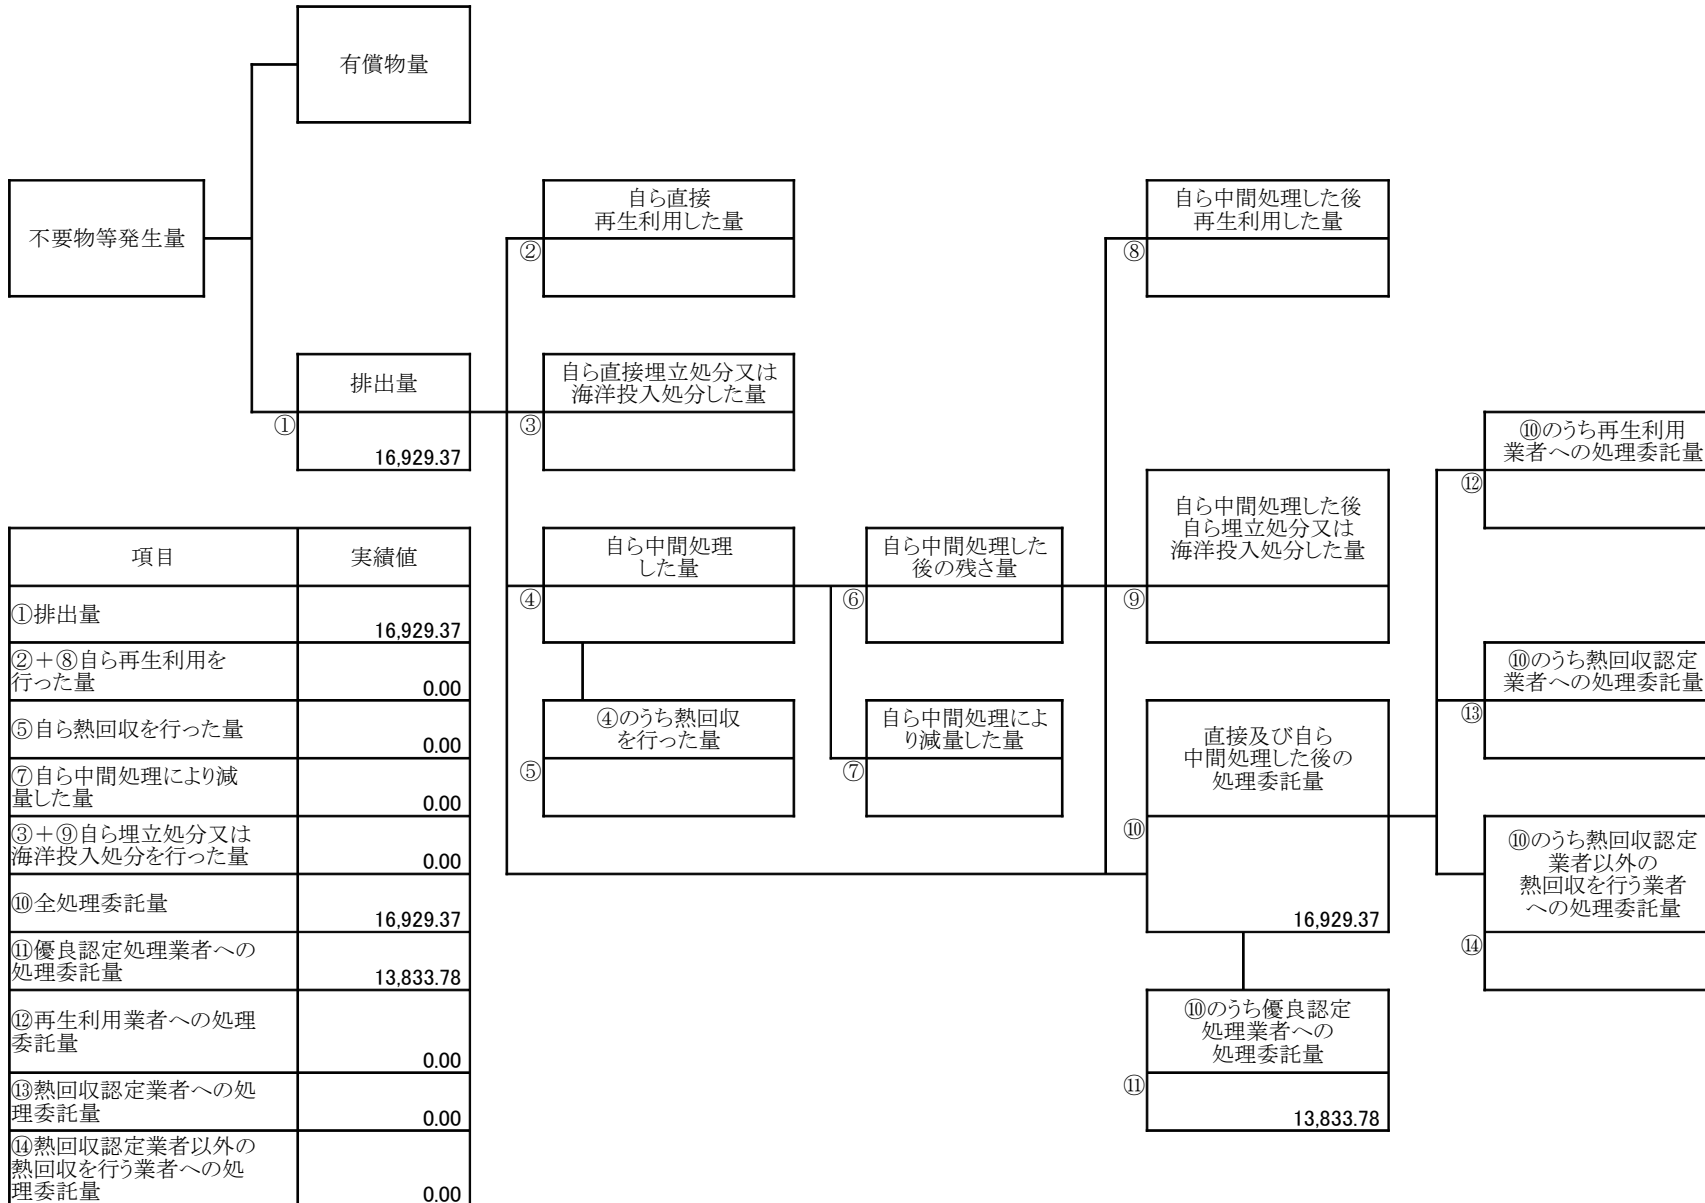 有償物量
不要物等発生量
自ら直接
再生利用した量
②
自ら中間処理した後
再生利用した量
⑧
排出量
①
16,929.37
自ら直接埋立処分又は
海洋投入処分した量
③
⑩のうち再生利用
業者への処理委託量
⑫
自ら中間処理
した量
④
自ら中間処理した
後の残さ量
⑥
自ら中間処理した後
自ら埋立処分又は
海洋投入処分した量
⑨
⑩のうち熱回収認定
業者への処理委託量
⑬
④のうち熱回収
を行った量
⑤
自ら中間処理によ
り減量した量
⑦
直接及び自ら
中間処理した後の
処理委託量
⑩
16,929.37
⑩のうち熱回収認定
業者以外の
熱回収を行う業者
への処理委託量
⑭
⑩のうち優良認定
処理業者への
処理委託量
⑪
13,833.78
項目 実績値
①排出量
16,929.37
②+⑧自ら再生利用を
行った量
0.00
⑤自ら熱回収を行った量
0.00
⑦自ら中間処理により減
量した量
0.00
③+⑨自ら埋立処分又は
海洋投入処分を行った量
0.00
⑩全処理委託量
16,929.37
⑪優良認定処理業者への
処理委託量
13,833.78
⑫再生利用業者への処理
委託量
0.00
⑬熱回収認定業者への処
理委託量
0.00
⑭熱回収認定業者以外の
熱回収を行う業者への処
理委託量
0.00